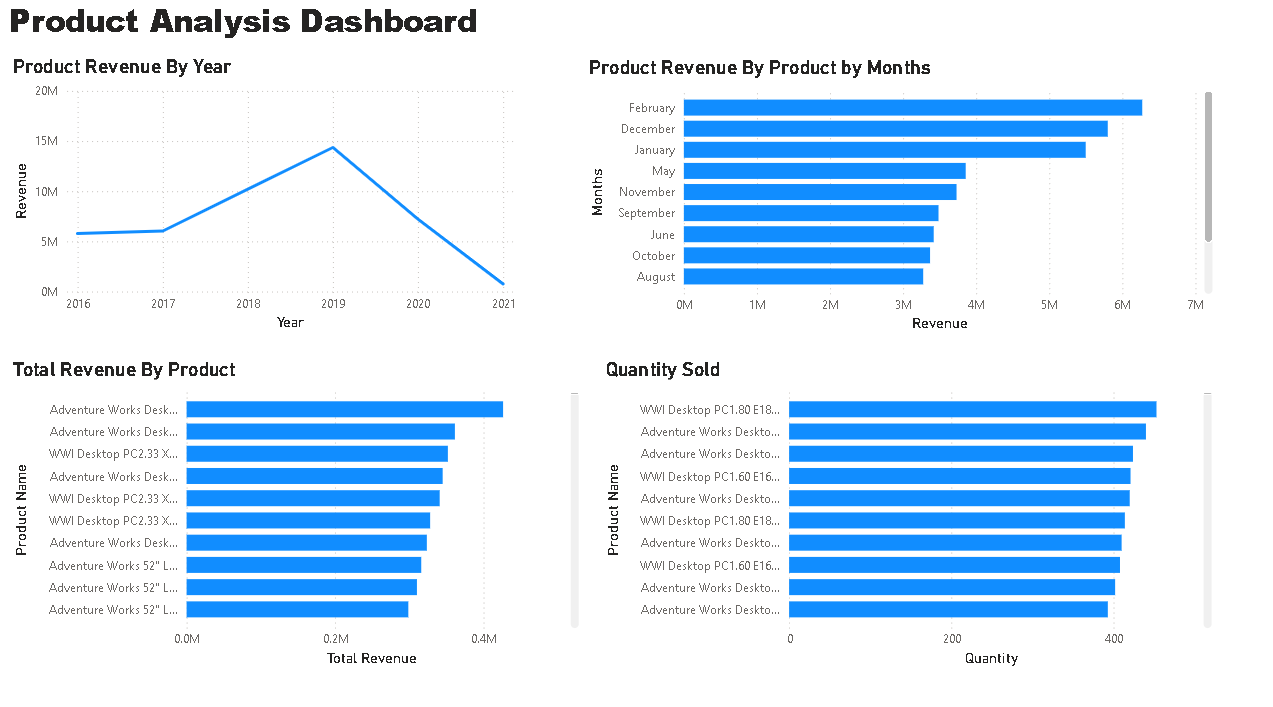 Product Analysis Dashboard
Product Revenue By Year
20M
15M
10M
5M
0M
Revenue
2016 2017 2018 2019 2020 2021
Year
Product Revenue By Product by Months
Months
February
December
January
May
November
September
June
October
August
0M 1M 2M 3M 4M 5M 6M 7M
Revenue
Total Revenue By Product
Product Name
Adventure Works Desk...
Adventure Works Desk...
WWI Desktop PC2.33 X...
Adventure Works Desk...
WWI Desktop PC2.33 X...
WWI Desktop PC2.33 X...
Adventure Works Desk...
Adventure Works 52" L...
Adventure Works 52" L...
Adventure Works 52" L...
0.0M 0.2M 0.4M
Total Revenue
Quantity Sold
Product Name
WWI Desktop PC1.80 E18...
Adventure Works Deskto...
Adventure Works Deskto...
WWI Desktop PC1.60 E16...
Adventure Works Deskto...
WWI Desktop PC1.80 E18...
Adventure Works Deskto...
WWI Desktop PC1.60 E16...
Adventure Works Deskto...
Adventure Works Deskto...
0 200 400
Quantity